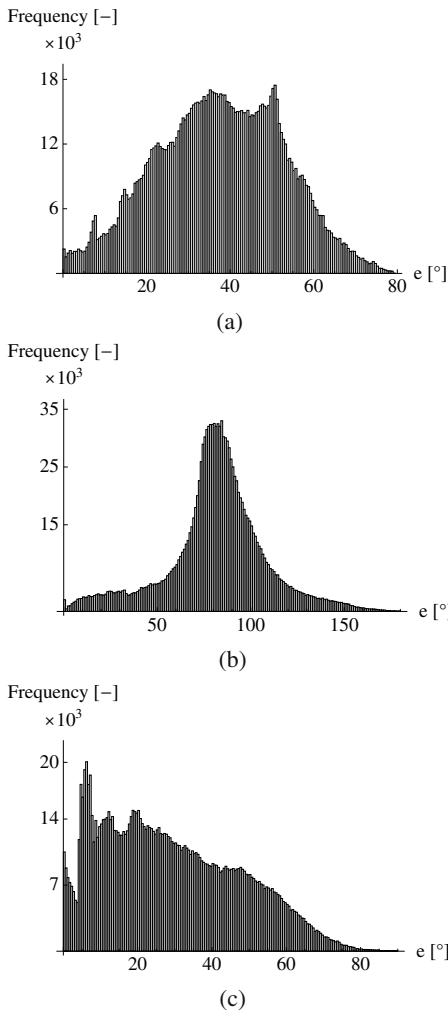 Frequency [−]
×10³
18
12
6
20 40 60 80 e [°]
(a)
Frequency [−]
×10³
35
25
15
50 100 150 e [°]
(b)
Frequency [−]
×10³
20
14
7
20 40 60 80 e [°]
(c)